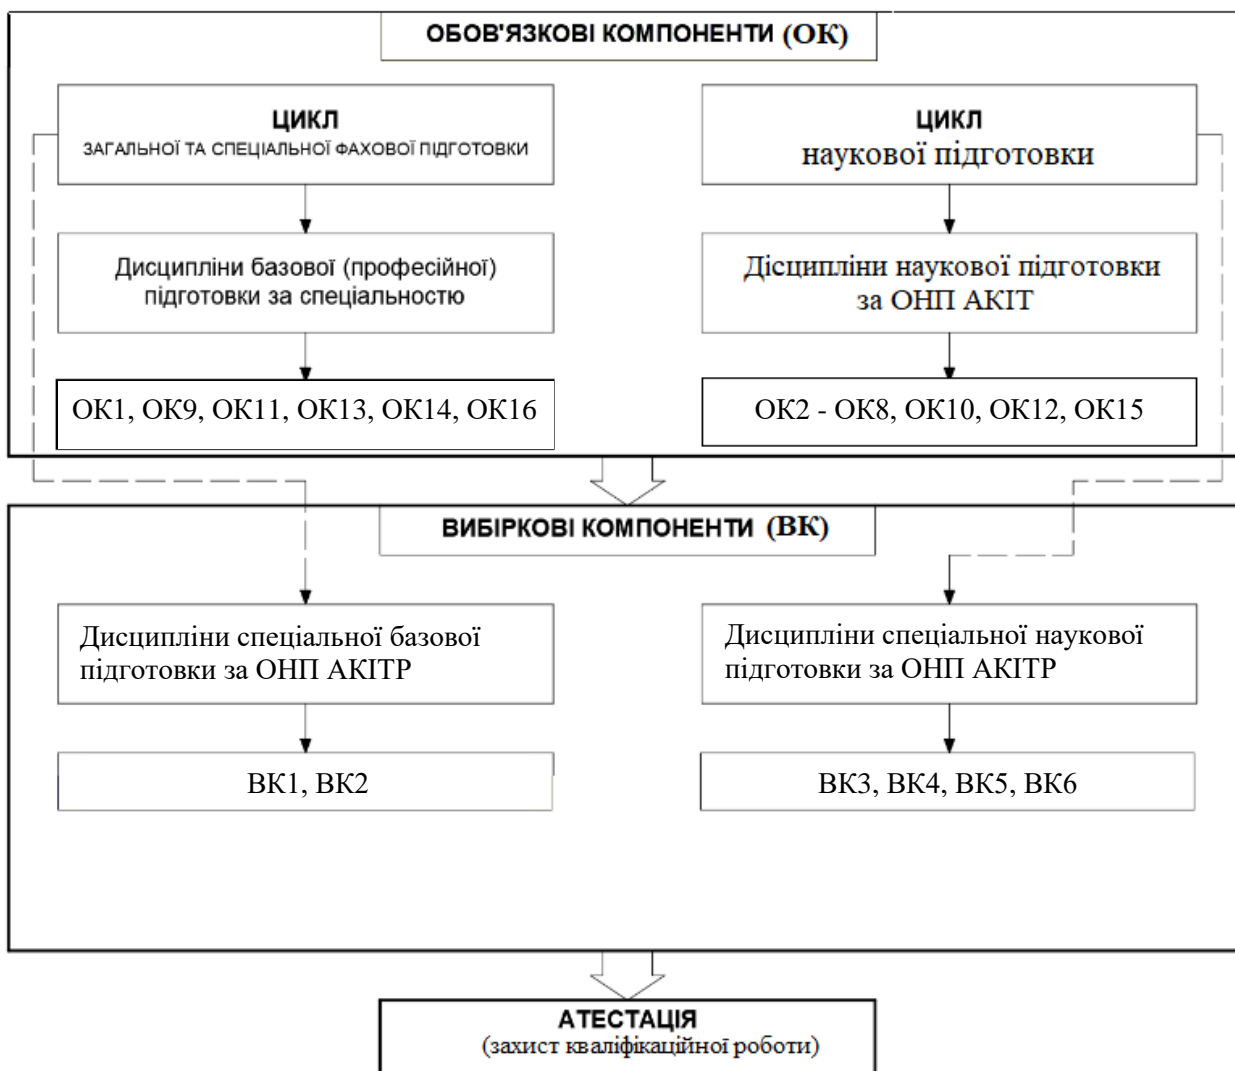 ОБОВ'ЯЗКОВІ КОМПОНЕНТИ (ОК)
ЦИКЛ
ЗАГАЛЬНОЇ ТА СПЕЦІАЛЬНОЇ ФАХОВОЇ ПІДГОТОВКИ
Дисципліни базової (професійної)
підготовки за спеціальністю
ОК1, ОК9, ОК11, ОК13, ОК14, ОК16
ЦИКЛ
наукової підготовки
Дісципліни наукової підготовки
за ОНП АКІТ
ОК2 - ОК8, ОК10, ОК12, ОК15
ВИБІРКОВІ КОМПОНЕНТИ (ВК)
Дисципліни спеціальної базової
підготовки за ОНП АКІТР
ВК1, ВК2
Дисципліни спеціальної наукової
підготовки за ОНП АКІТР
ВК3, ВК4, ВК5, ВК6
АТЕСТАЦІЯ
(захист кваліфікаційної роботи)